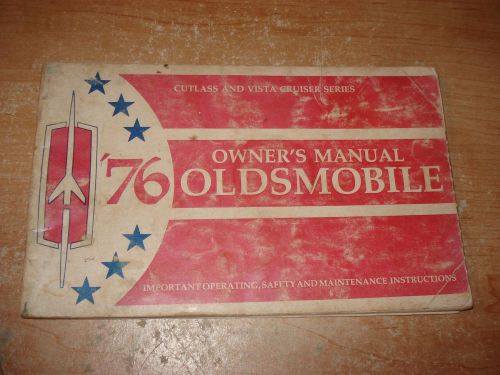 CUTLASS AND VISTA CRUISER SERIES
OWNER'S MANUAL
'76 OLDSMOBILE
IMPORTANT OPERATING, SAFETY AND MAINTENANCE INSTRUCTIONS